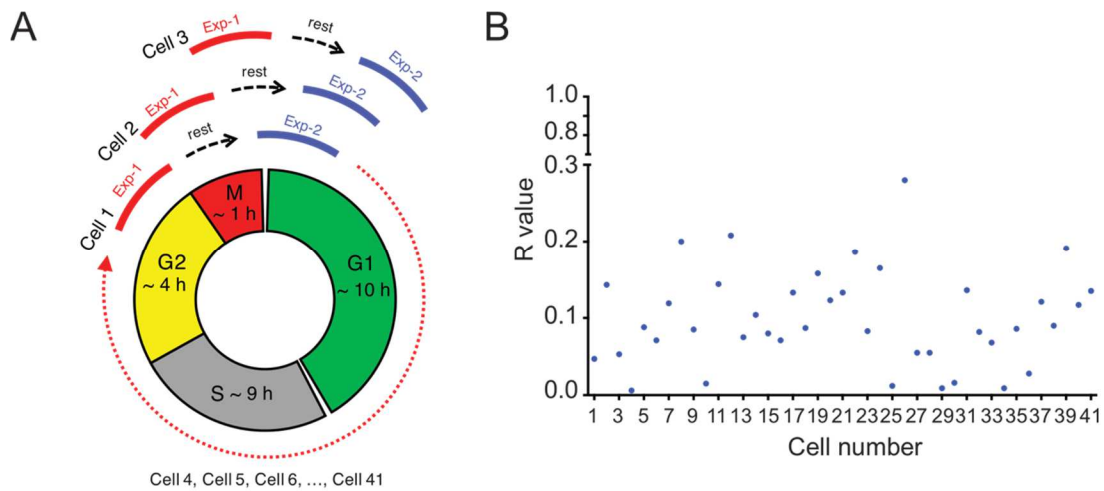 A
Cell 3 Exp-1 rest Exp-2
Cell 2 Exp-1 rest Exp-2
Cell 1 Exp-1 rest Exp-2
M
~ 1 h
G2
~ 4 h
G1
~ 10 h
S ~ 9 h
Cell 4, Cell 5, Cell 6, ..., Cell 41
B
R value
1.0
0.8
0.3
0.2
0.1
0.0
1 3 5 7 9 11 13 15 17 19 21 23 25 27 29 31 33 35 37 39 41
Cell number